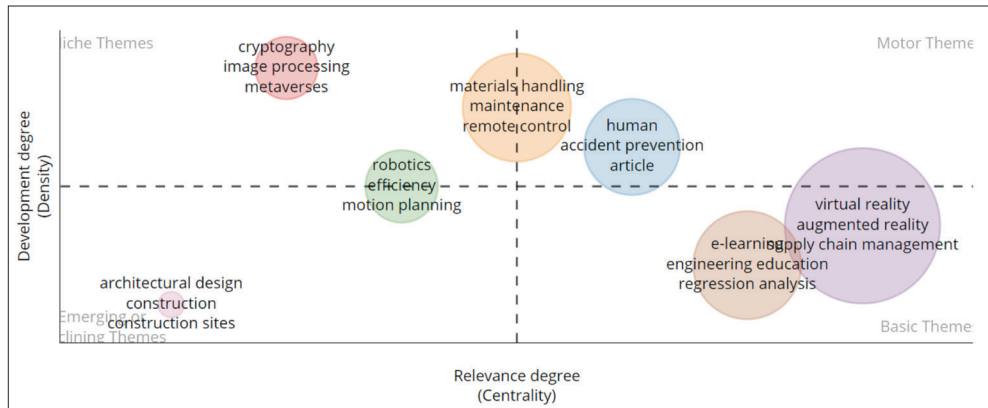 iche Themes
Motor Theme
cryptography
image processing
metaverses
materials handling
maintenance
remote control
human
accident prevention
article
robotics
efficiency
motion planning
virtual reality
augmented reality
supply chain management
e-learning
engineering education
regression analysis
architectural design
construction
construction sites
Emerging or
clining Themes
Basic Themes
Development degree
(Density)
Relevance degree
(Centrality)